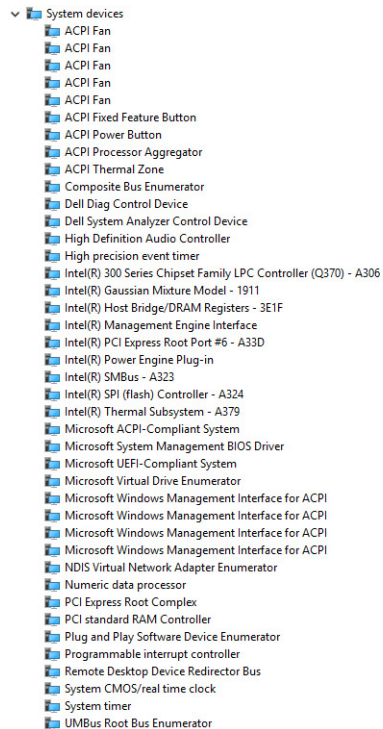 System devices
ACPI Fan
ACPI Fan
ACPI Fan
ACPI Fan
ACPI Fan
ACPI Fixed Feature Button
ACPI Power Button
ACPI Processor Aggregator
ACPI Thermal Zone
Composite Bus Enumerator
Dell Diag Control Device
Dell System Analyzer Control Device
High Definition Audio Controller
High precision event timer
Intel(R) 300 Series Chipset Family LPC Controller (Q370) - A306
Intel(R) Gaussian Mixture Model - 1911
Intel(R) Host Bridge/DRAM Registers - 3E1F
Intel(R) Management Engine Interface
Intel(R) PCI Express Root Port #6 - A33D
Intel(R) Power Engine Plug-in
Intel(R) SMBus - A323
Intel(R) SPI (flash) Controller - A324
Intel(R) Thermal Subsystem - A379
Microsoft ACPI-Compliant System
Microsoft System Management BIOS Driver
Microsoft UEFI-Compliant System
Microsoft Virtual Drive Enumerator
Microsoft Windows Management Interface for ACPI
Microsoft Windows Management Interface for ACPI
Microsoft Windows Management Interface for ACPI
Microsoft Windows Management Interface for ACPI
NDIS Virtual Network Adapter Enumerator
Numeric data processor
PCI Express Root Complex
PCI standard RAM Controller
Plug and Play Software Device Enumerator
Programmable interrupt controller
Remote Desktop Device Redirector Bus
System CMOS/real time clock
System timer
UMBus Root Bus Enumerator